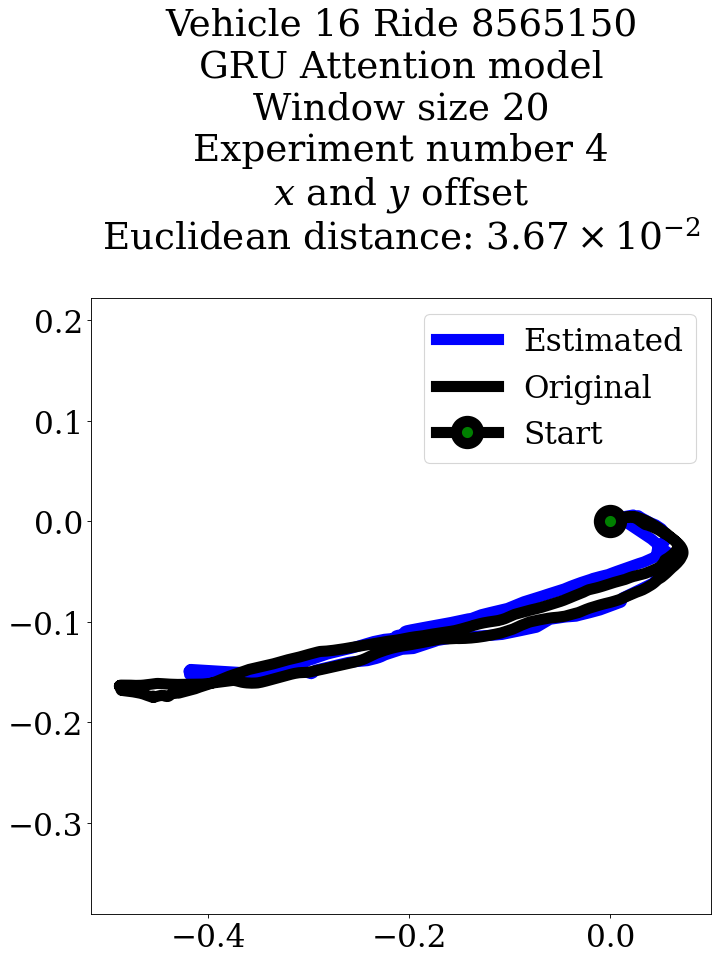 Vehicle 16 Ride 8565150
GRU Attention model
Window size 20
Experiment number 4
x and y offset
Euclidean distance: 3.67 × 10⁻²
Estimated
Original
Start
0.2
0.1
0.0
−0.1
−0.2
−0.3
−0.4
−0.2
0.0